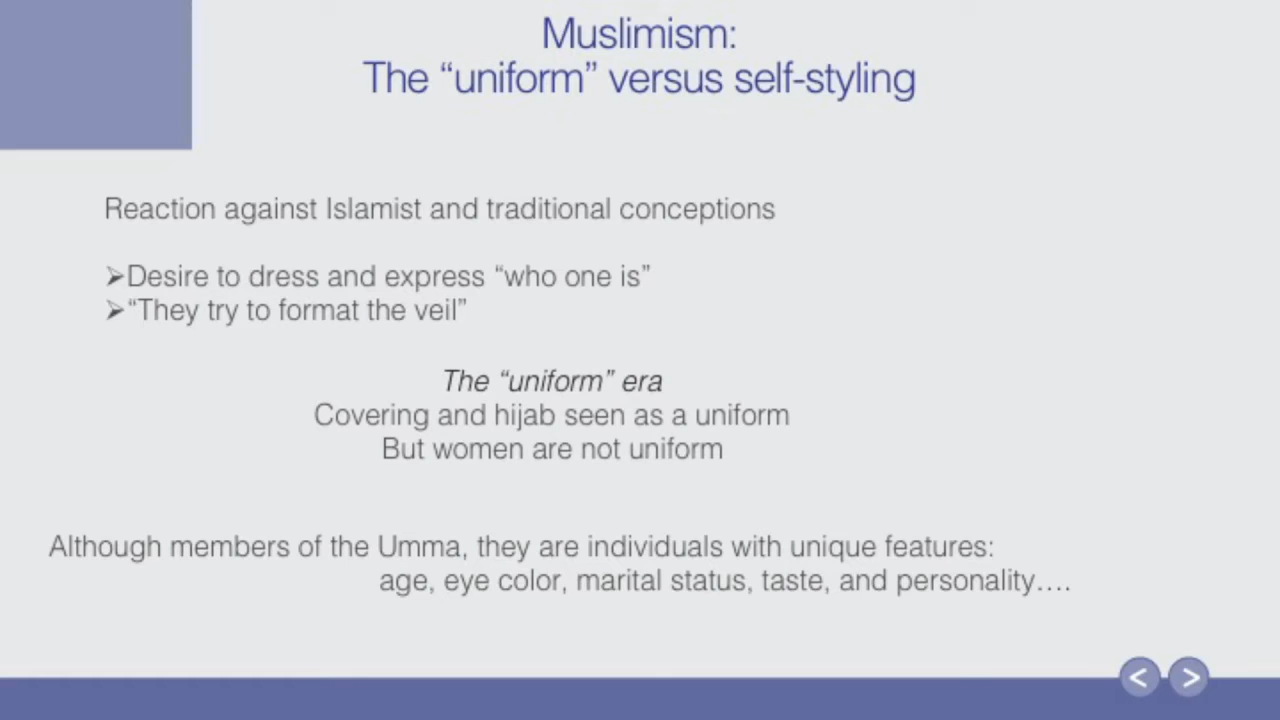 Muslimism:
The “uniform” versus self-styling
Reaction against Islamist and traditional conceptions
➢Desire to dress and express “who one is”
➢“They try to format the veil”
The “uniform” era
Covering and hijab seen as a uniform
But women are not uniform
Although members of the Umma, they are individuals with unique features:
age, eye color, marital status, taste, and personality….
< >